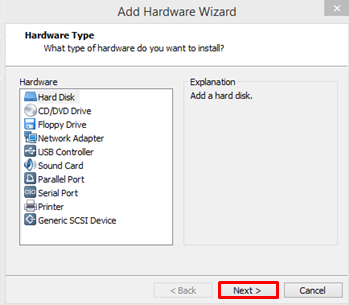 Add Hardware Wizard
Hardware Type
What type of hardware do you want to install?
Hardware
Hard Disk
CD/DVD Drive
Floppy Drive
Network Adapter
USB Controller
Sound Card
Parallel Port
Serial Port
Printer
Generic SCSI Device
Explanation
Add a hard disk.
< Back
Next >
Cancel